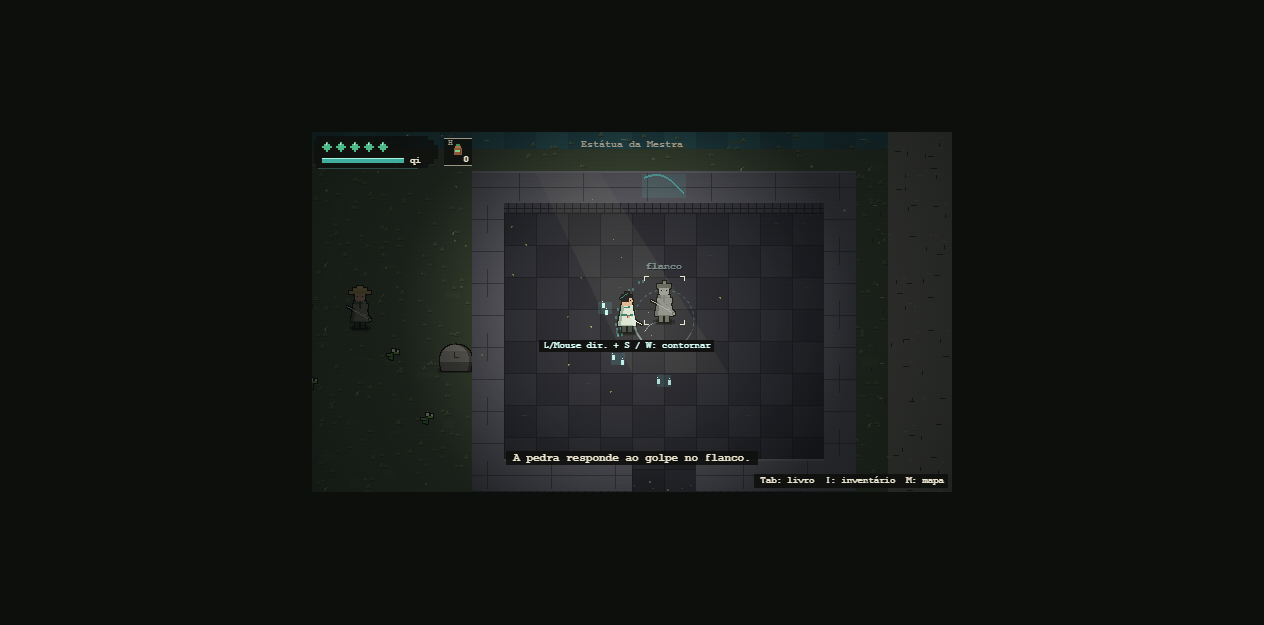 Estátua da Mestra
H
qi
0
flanco
L/Mouse dir. + S / W: contornar
A pedra responde ao golpe no flanco.
Tab: livro I: inventário M: mapa